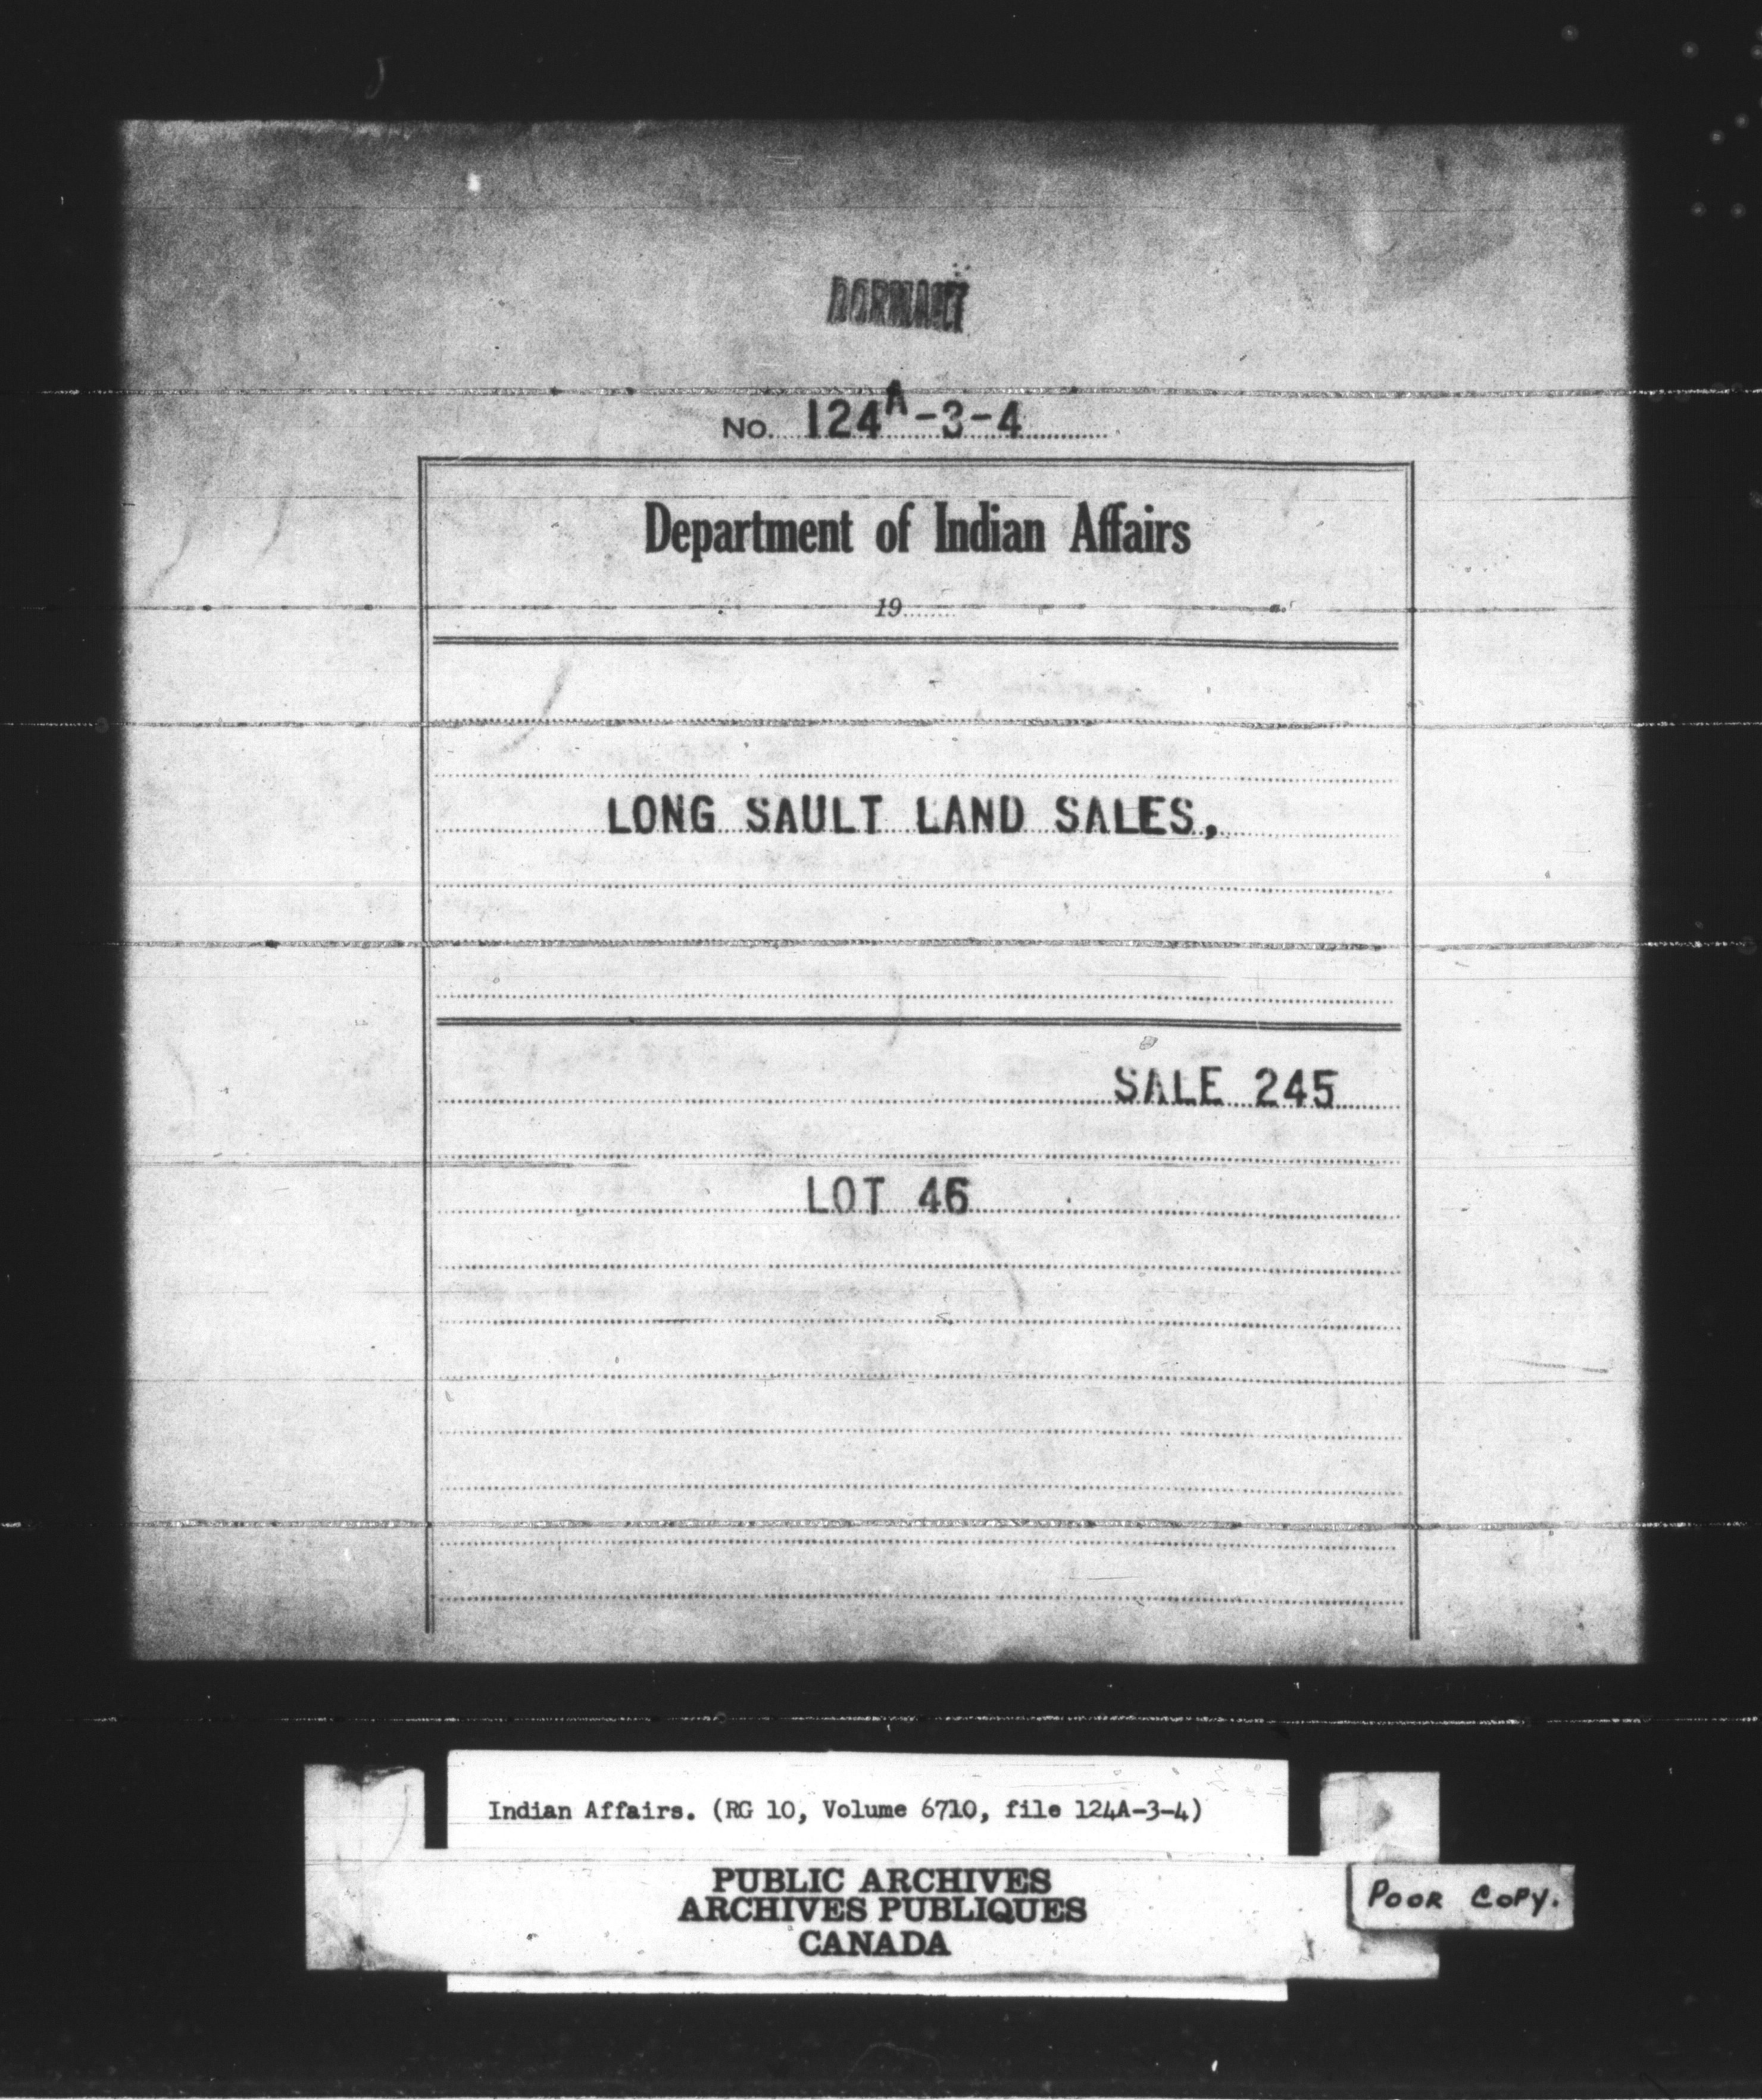 DORMANT
No. 124A-3-4
Department of Indian Affairs
19
LONG SAULT LAND SALES,
SALE 245
LOT 46
Indian Affairs. (RG 10, Volume 6710, file 124A-3-4)
PUBLIC ARCHIVES
ARCHIVES PUBLIQUES
CANADA
POOR COPY.